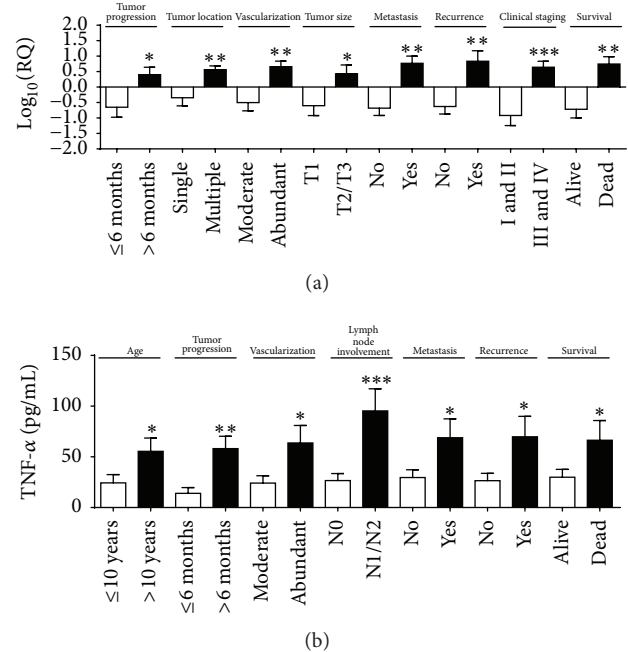 Tumor progression Tumor location Vascularization Tumor size Metastasis Recurrence Clinical staging Survival
Log10(RQ)
2.0
1.5
1.0
0.5
0.0
−0.5
−1.0
−1.5
−2.0
* ** ** * ** ** *** **
≤6 months >6 months Single Multiple Moderate Abundant T1 T2/T3 No Yes No Yes I and II III and IV Alive Dead
(a)
Age Tumor progression Vascularization Lymph node involvement Metastasis Recurrence Survival
TNF-α (pg/mL)
150
100
50
0
* ** * *** * * *
≤10 years >10 years ≤6 months >6 months Moderate Abundant N0 N1/N2 No Yes No Yes Alive Dead
(b)